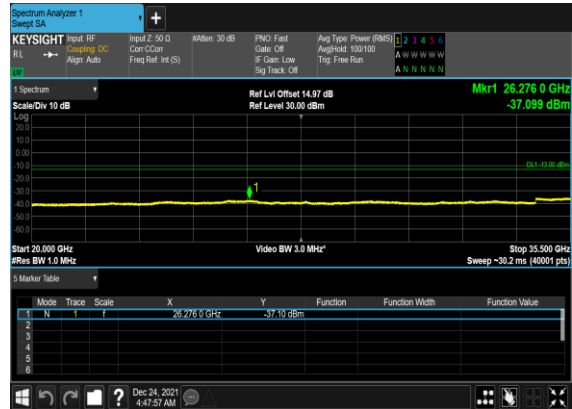 Spectrum Analyzer 1
Swept SA
KEYSIGHT Input: RF Input Z: 50 Ω #Atten: 30 dB PNO: Fast Avg Type: Power (RMS) 1 2 3 4 5 6
RL Coupling: DC Corr CCorr Gate: Off Avg|Hold: 100/100 A W W W W W
Align: Auto Freq Ref: Int (S) IF Gain: Low Trig: Free Run
Sig Track: Off A N N N N N
1 Spectrum Ref Lvl Offset 14.97 dB Mkr1 26.276 0 GHz
Scale/Div 10 dB Ref Level 30.00 dBm -37.099 dBm
Log
20.0
10.0
0.00
-10.0 DL1 -13.00 dBm
-20.0
-30.0 1
-40.0
-50.0
-60.0
Start 20.000 GHz Video BW 3.0 MHz* Stop 35.500 GHz
#Res BW 1.0 MHz Sweep ~30.2 ms (40001 pts)
5 Marker Table
Mode Trace Scale X Y Function Function Width Function Value
1 N 1 f 26.276 0 GHz -37.10 dBm
2
3
4
5
6
? Dec 24, 2021
4:47:57 AM